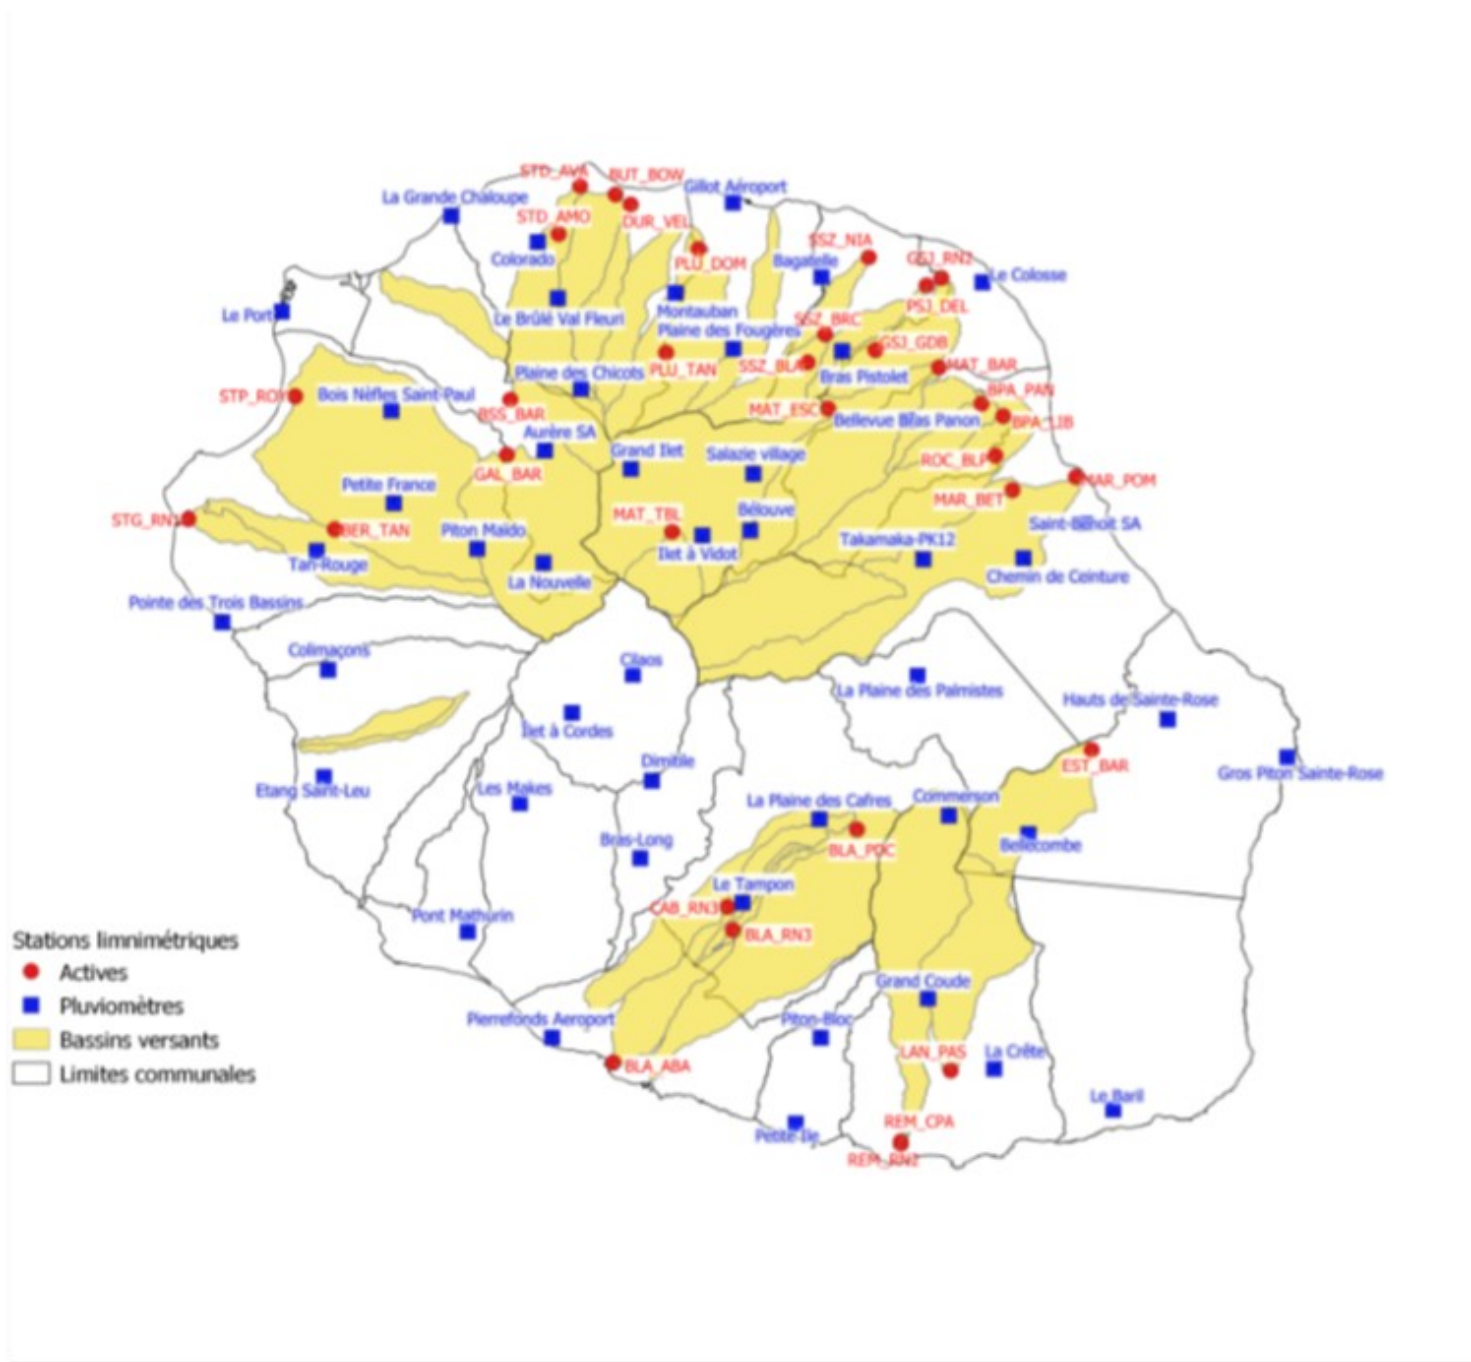 STD_AVA
BUT_BOW
Gillot Aéroport
La Grande Chaloupe
STD_AMO
DUR_VEL
SSZ_NIA
Colorado
PLU_DOM
Bagatelle
GSJ_RN2
Le Colosse
PSJ_DEL
Le Port
Le Brûlé Val Fleuri
Montauban
SSZ_BRC
Plaine des Fougères
GSJ_GDB
Plaine des Chicots
PLU_TAN
SSZ_BLA
Bras Pistolet
MAT_BAR
STP_ROY
Bois Nèfles Saint-Paul
BSS_BAR
MAT_ESC
BPA_PAN
Bellevue Bras Panon
BPA_LIB
Aurère SA
Grand Ilet
Salazie village
ROC_BLP
GAL_BAR
MAR_POM
Petite France
MAR_BET
STG_RN1
BER_TAN
Piton Maïdo
MAT_TBL
Bélouve
Saint-Benoit SA
Takamaka-PK12
Ilet à Vidot
Tan-Rouge
La Nouvelle
Chemin de Ceinture
Pointe des Trois Bassins
Colimaçons
Cilaos
La Plaine des Palmistes
Hauts de Sainte-Rose
Îlet à Cordes
Dimitile
EST_BAR
Gros Piton Sainte-Rose
Etang Saint-Leu
Les Makes
La Plaine des Cafres
Commerson
Bras-Long
BLA_PDC
Bellecombe
Le Tampon
CAB_RN3
Pont Mathurin
BLA_RN3
Stations limnimétriques
Actives
Pluviomètres
Bassins versants
Limites communales
Grand Coude
Pierrefonds Aeroport
Piton-Bloc
LAN_PAS
La Crête
BLA_ABA
Le Baril
REM_CPA
Petite-Ile
REM_RN2